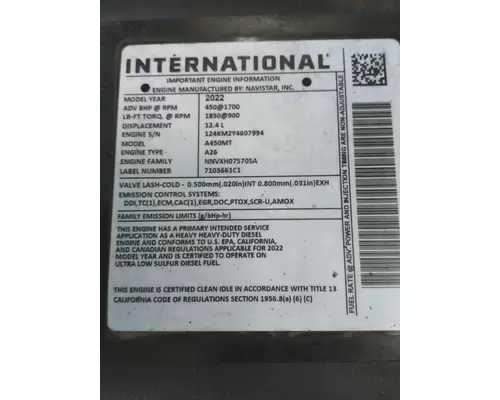 INTERNATIONAL®
IMPORTANT ENGINE INFORMATION
ENGINE MANUFACTURED BY: NAVISTAR, INC.
MODEL YEAR 2022
ADV BHP @ RPM 450@1700
LB-FT TORQ. @ RPM 1850@900
DISPLACEMENT 12.4 L
ENGINE S/N 124KM2Y4607994
MODEL A450MT
ENGINE TYPE A26
ENGINE FAMILY NNVXH075705A
LABEL NUMBER 7103661C1
VALVE LASH-COLD - 0.500mm(.020in)INT 0.800mm(.031in)EXH
EMISSION CONTROL SYSTEMS:
DDI,TC(1),ECM,CAC(1),EGR,DOC,PTOX,SCR-U,AMOX
FAMILY EMISSION LIMITS (g/bHp-hr)
THIS ENGINE HAS A PRIMARY INTENDED SERVICE
APPLICATION AS A HEAVY HEAVY-DUTY DIESEL
ENGINE AND CONFORMS TO U.S. EPA, CALIFORNIA,
AND CANADIAN REGULATIONS APPLICABLE FOR 2022
MODEL YEAR AND IS CERTIFIED TO OPERATE ON
ULTRA LOW SULFUR DIESEL FUEL.
THIS ENGINE IS CERTIFIED CLEAN IDLE IN ACCORDANCE WITH TITLE 13
CALIFORNIA CODE OF REGULATIONS SECTION 1956.8(a) (6) (C)
FUEL RATE @ ADV. POWER AND INJECTION TIMING ARE NON-ADJUSTABLE